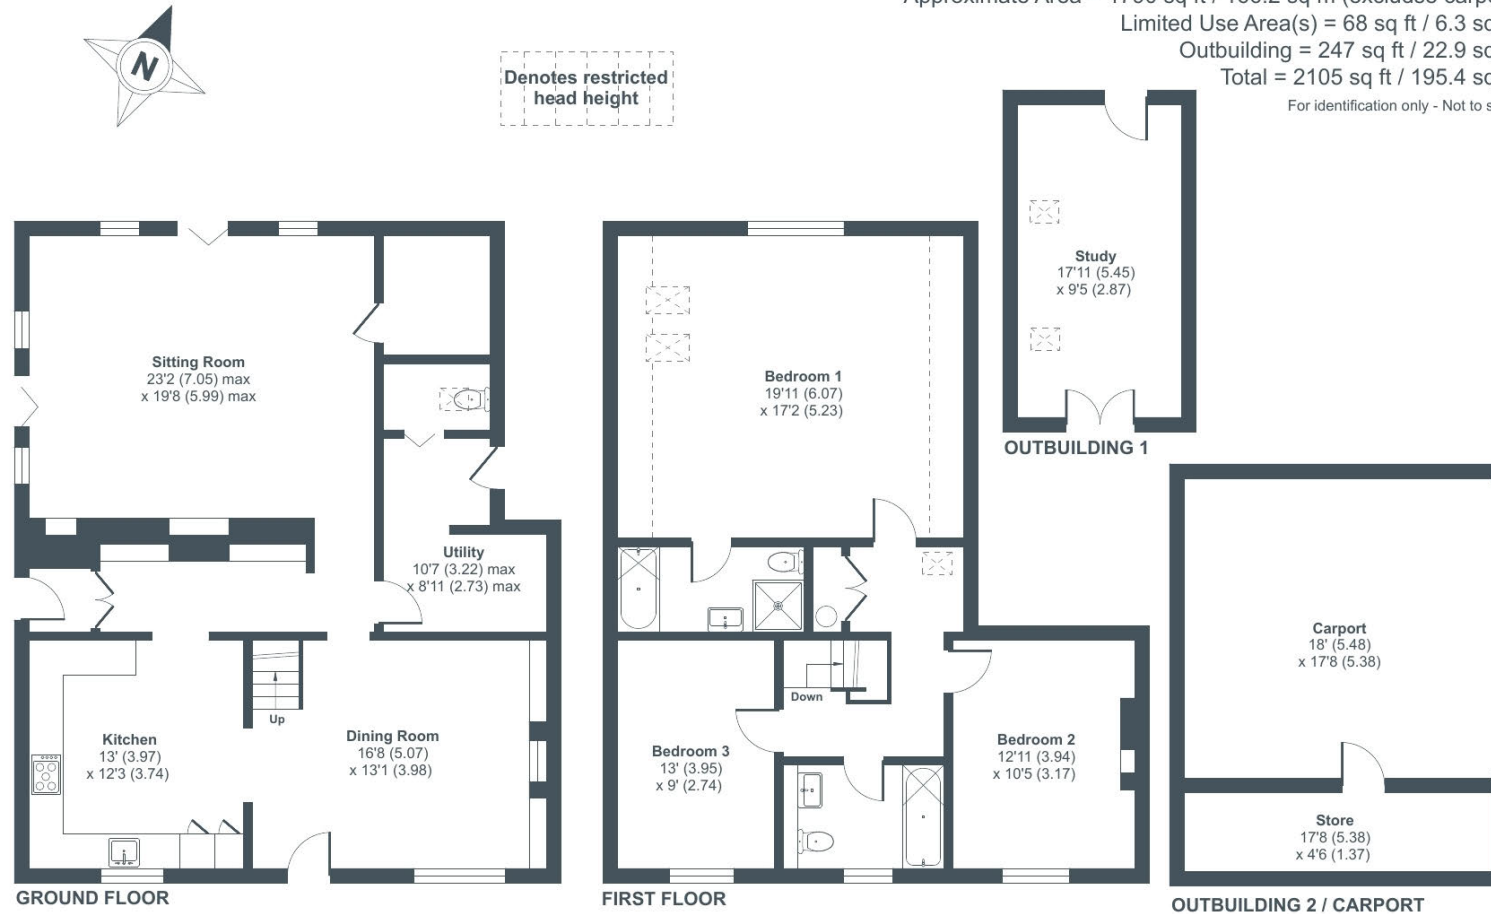 N
Denotes restricted
head height
Limited Use Area(s) = 68 sq ft / 6.3
Outbuilding = 247 sq ft / 22.9
Total = 2105 sq ft / 195.4
For identification only - Not to
Sitting Room
23'2 (7.05) max
x 19'8 (5.99) max
Utility
10'7 (3.22) max
x 8'11 (2.73) max
Kitchen
13' (3.97)
x 12'3 (3.74)
Up
Dining Room
16'8 (5.07)
x 13'1 (3.98)
GROUND FLOOR
Bedroom 1
19'11 (6.07)
x 17'2 (5.23)
Down
Bedroom 3
13' (3.95)
x 9' (2.74)
Bedroom 2
12'11 (3.94)
x 10'5 (3.17)
FIRST FLOOR
Study
17'11 (5.45)
x 9'5 (2.87)
OUTBUILDING 1
Carport
18' (5.48)
x 17'8 (5.38)
Store
17'8 (5.38)
x 4'6 (1.37)
OUTBUILDING 2 / CARPORT